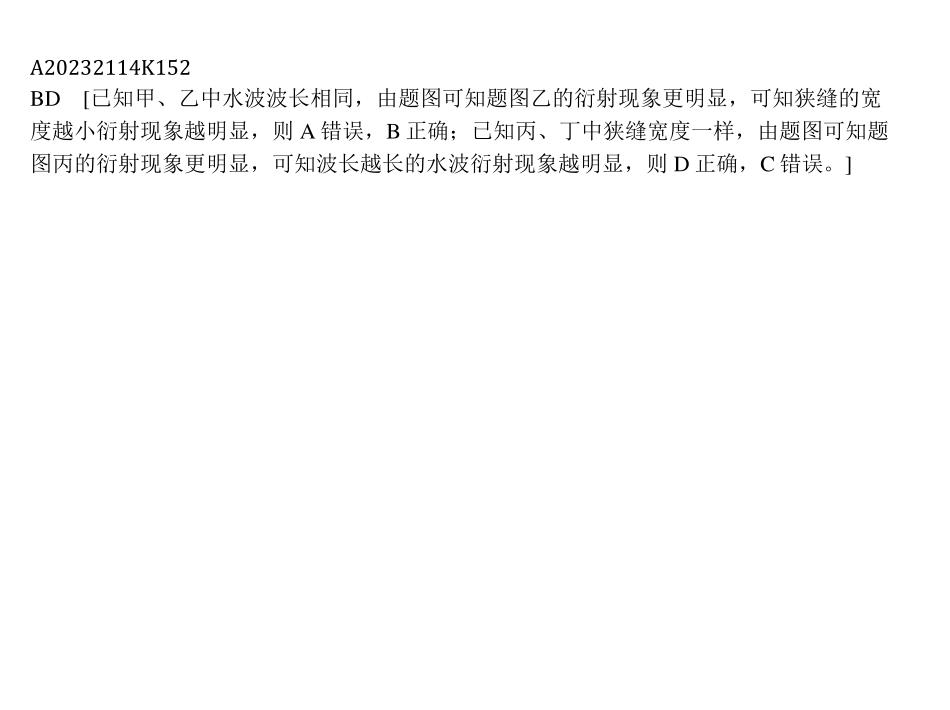 A20232114K152
BD　[已知甲、乙中水波波长相同，由题图可知题图乙的衍射现象更明显，可知狭缝的宽
度越小衍射现象越明显，则 A 错误，B 正确；已知丙、丁中狭缝宽度一样，由题图可知题
图丙的衍射现象更明显，可知波长越长的水波衍射现象越明显，则 D 正确，C 错误。]